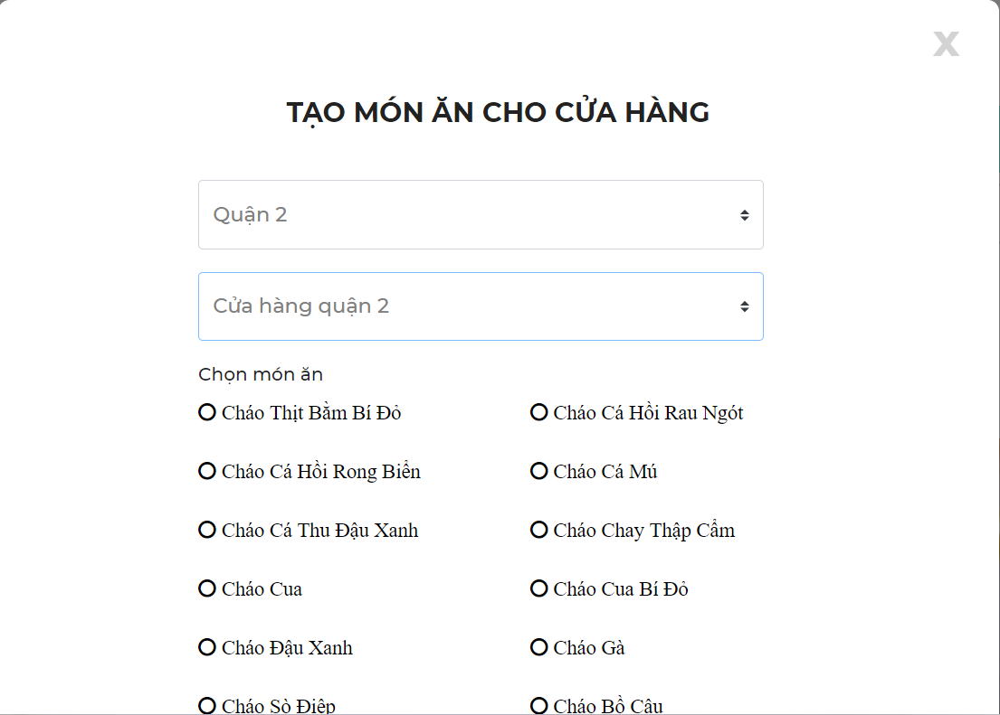 X
TẠO MÓN ĂN CHO CỬA HÀNG
Quận 2
Cửa hàng quận 2
Chọn món ăn
Cháo Thịt Bằm Bí Đỏ
Cháo Cá Hồi Rau Ngót
Cháo Cá Hồi Rong Biển
Cháo Cá Mú
Cháo Cá Thu Đậu Xanh
Cháo Chay Thập Cẩm
Cháo Cua
Cháo Cua Bí Đỏ
Cháo Đậu Xanh
Cháo Gà
Cháo Sò Điệp
Cháo Bồ Câu